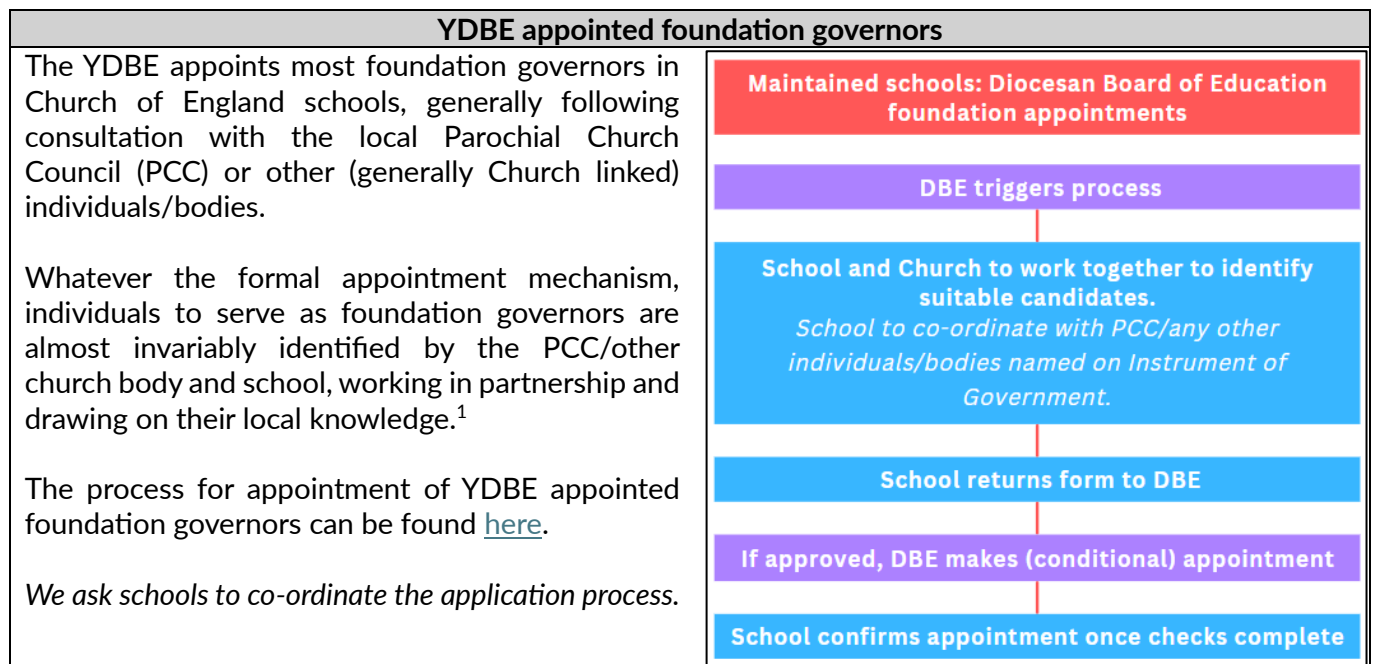 YDBE appointed foundation governors
The YDBE appoints most foundation governors in
Church of England schools, generally following
consultation with the local Parochial Church
Council (PCC) or other (generally Church linked)
individuals/bodies.
Whatever the formal appointment mechanism,
individuals to serve as foundation governors are
almost invariably identified by the PCC/other
church body and school, working in partnership and
drawing on their local knowledge.1
The process for appointment of YDBE appointed
foundation governors can be found here.
We ask schools to co-ordinate the application process.
Maintained schools: Diocesan Board of Education
foundation appointments
DBE triggers process
School and Church to work together to identify
suitable candidates.
School to co-ordinate with PCC/any other
individuals/bodies named on Instrument of
Government.
School returns form to DBE
If approved, DBE makes (conditional) appointment
School confirms appointment once checks complete